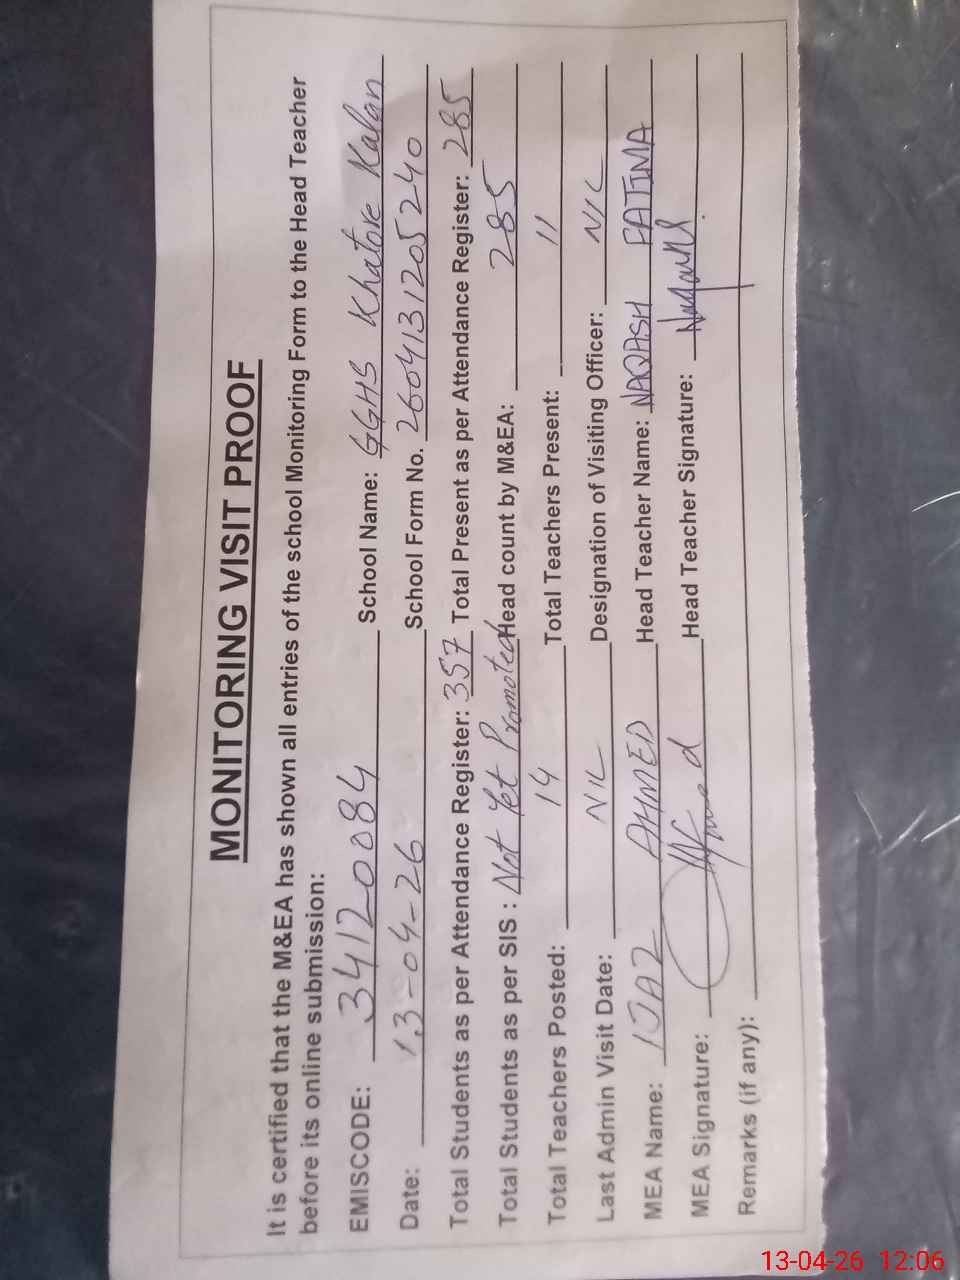 MONITORING VISIT PROOF
It is certified that the M&EA has shown all entries of the school Monitoring Form to the Head Teacher
before its online submission:
EMISCODE: 34120084 School Name: GGHS Khatore Kalan
Date: 13-04-26 School Form No. 2604131205240
Total Students as per Attendance Register: 357 Total Present as per Attendance Register: 285
Total Students as per SIS : Not Yet Promoted Head count by M&EA: 285
Total Teachers Posted: 14 Total Teachers Present: 11
Last Admin Visit Date: NIL Designation of Visiting Officer: NIL
MEA Name: IJAZ AHMED Head Teacher Name: NAQASH FATIMA
MEA Signature: Head Teacher Signature:
Remarks (if any):
13-04-26 12:06